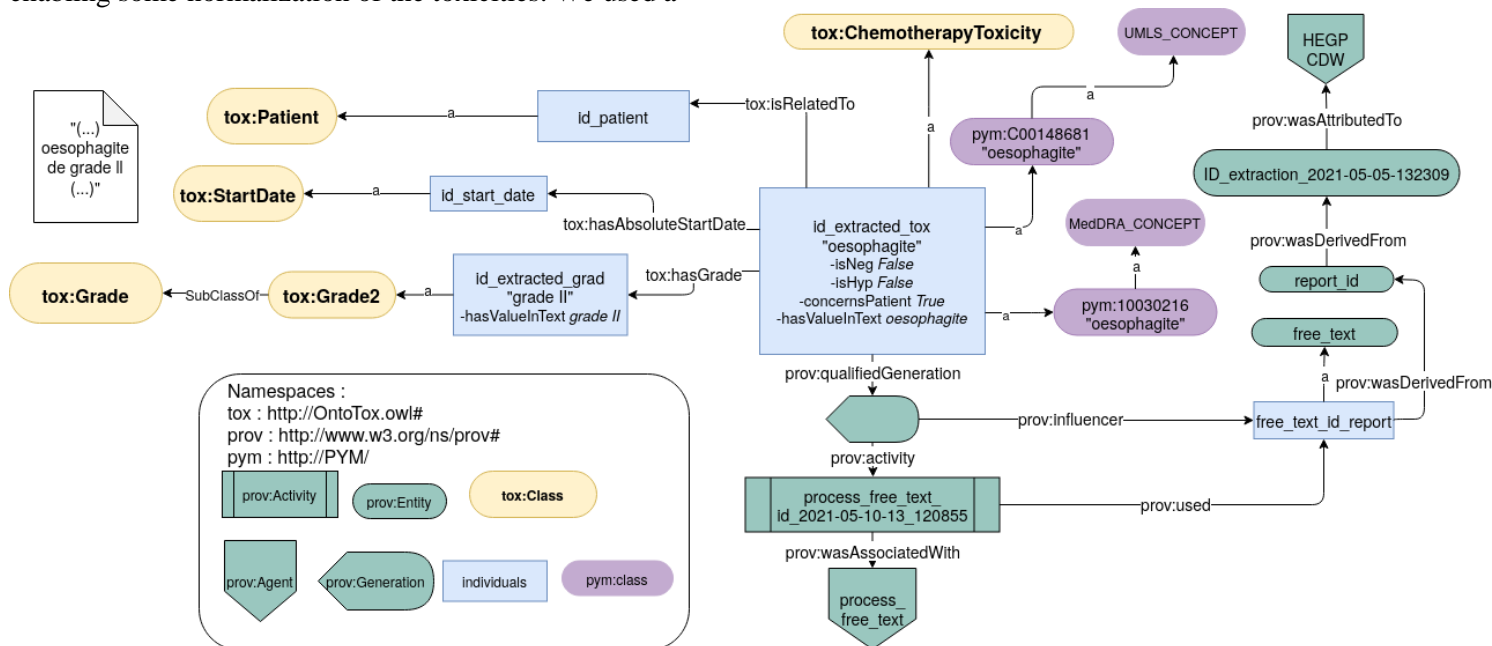 enabling some normalization of the toxicities. We used a
tox:ChemotherapyToxicity
UMLS_CONCEPT
HEGP
CDW
"(...)
oesophagite
de grade II
(...)"
tox:Patient
a
id_patient
tox:isRelatedTo
a
a
pym:C00148681
"oesophagite"
prov:wasAttributedTo
ID_extraction_2021-05-05-132309
tox:StartDate
a
id_start_date
tox:hasAbsoluteStartDate
id_extracted_tox
"oesophagite"
-isNeg False
-isHyp False
-concernsPatient True
-hasValueInText oesophagite
a
MedDRA_CONCEPT
a
pym:10030216
"oesophagite"
a
prov:wasDerivedFrom
report_id
free_text
a
prov:wasDerivedFrom
free_text_id_report
tox:Grade
SubClassOf
tox:Grade2
a
id_extracted_grad
"grade II"
-hasValueInText grade II
tox:hasGrade
prov:qualifiedGeneration
prov:influencer
prov:activity
process_free_text_
id_2021-05-10-13_120855
prov:used
prov:wasAssociatedWith
process_
free_text
Namespaces :
tox : http://OntoTox.owl#
prov : http://www.w3.org/ns/prov#
pym : http://PYM/
prov:Activity
prov:Entity
tox:Class
prov:Agent
prov:Generation
individuals
pym:class